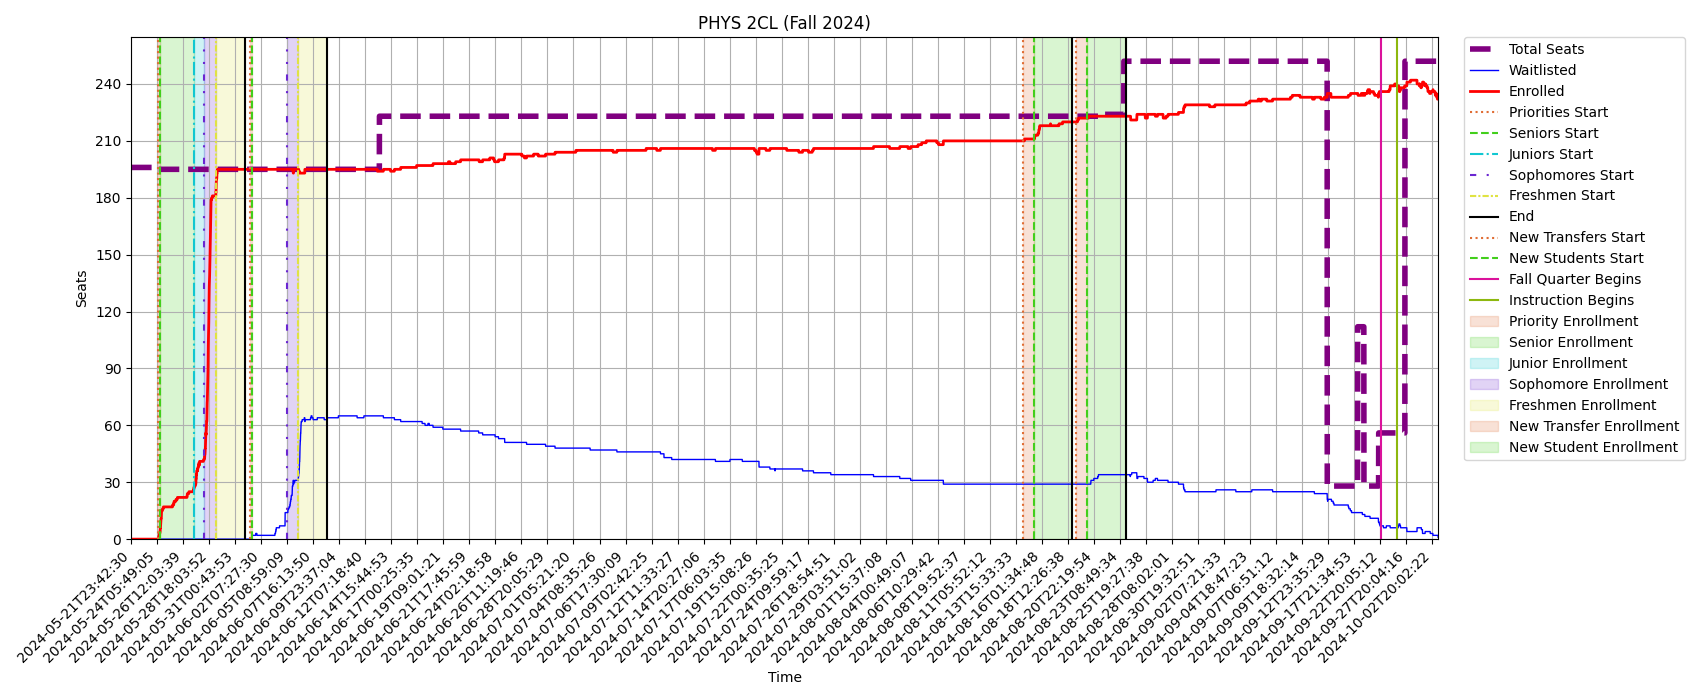 PHYS 2CL (Fall 2024)
Seats
240
210
180
150
120
90
60
30
0
2024-05-21T23:42:30
2024-05-24T05:49:05
2024-05-26T12:03:39
2024-05-28T18:03:52
2024-05-31T00:43:53
2024-06-02T07:27:30
2024-06-05T08:59:09
2024-06-07T16:13:50
2024-06-09T23:37:04
2024-06-12T07:18:40
2024-06-14T15:44:53
2024-06-17T00:25:35
2024-06-19T09:01:21
2024-06-21T17:45:59
2024-06-24T02:18:58
2024-06-26T11:19:46
2024-06-28T20:05:29
2024-07-01T05:21:20
2024-07-04T08:35:26
2024-07-06T17:30:09
2024-07-09T02:42:25
2024-07-12T11:33:27
2024-07-14T20:27:06
2024-07-17T06:03:35
2024-07-19T15:08:26
2024-07-22T00:35:25
2024-07-24T09:59:17
2024-07-26T18:54:51
2024-07-29T03:51:02
2024-08-01T15:37:08
2024-08-04T00:49:07
2024-08-06T10:29:42
2024-08-08T19:52:37
2024-08-11T05:52:12
2024-08-13T15:33:33
2024-08-16T01:34:48
2024-08-18T12:26:38
2024-08-20T22:19:54
2024-08-23T08:49:34
2024-08-25T19:27:38
2024-08-28T08:02:01
2024-08-30T19:32:51
2024-09-02T07:21:33
2024-09-04T18:47:23
2024-09-07T06:51:12
2024-09-09T18:32:14
2024-09-12T23:35:29
2024-09-17T21:34:53
2024-09-22T20:05:12
2024-09-27T20:04:16
2024-10-02T20:02:22
Time
Total Seats
Waitlisted
Enrolled
Priorities Start
Seniors Start
Juniors Start
Sophomores Start
Freshmen Start
End
New Transfers Start
New Students Start
Fall Quarter Begins
Instruction Begins
Priority Enrollment
Senior Enrollment
Junior Enrollment
Sophomore Enrollment
Freshmen Enrollment
New Transfer Enrollment
New Student Enrollment